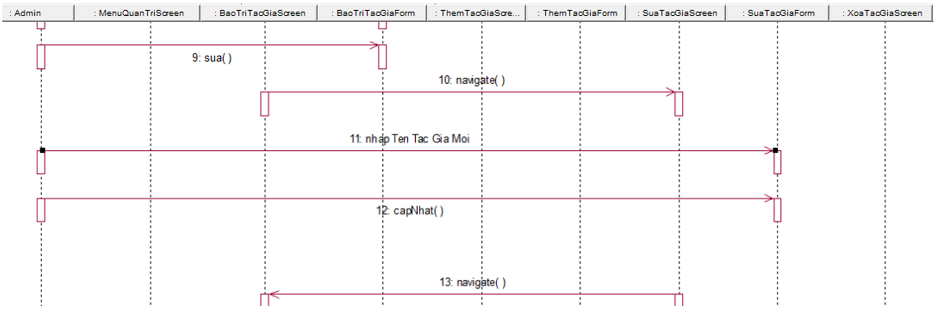 : Admin
: MenuQuanTriScreen
: BaoTriTacGiaScreen
: BaoTriTacGiaForm
: ThemTacGiaScre...
: ThemTacGiaForm
: SuaTacGiaScreen
: SuaTacGiaForm
: XoaTacGiaScreen
9: sua( )
10: navigate( )
11: nhap Ten Tac Gia Moi
12: capNhat( )
13: navigate( )